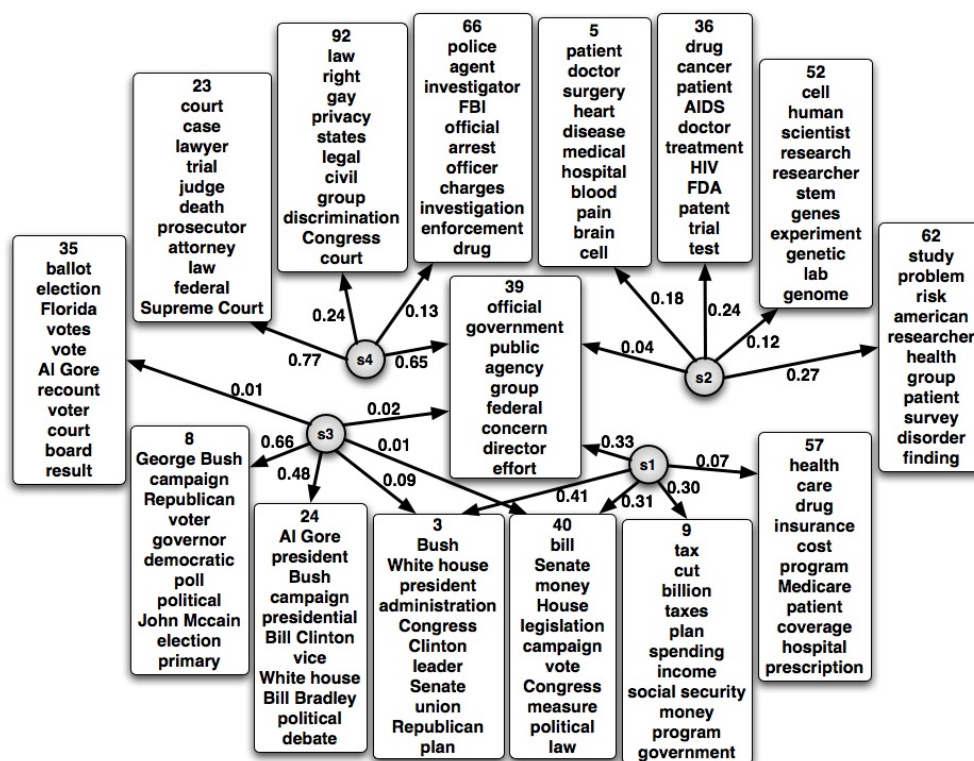 23
court
case
lawyer
trial
judge
death
prosecutor
attorney
law
federal
Supreme Court
92
law
right
gay
privacy
states
legal
civil
group
discrimination
Congress
court
66
police
agent
investigator
FBI
official
arrest
officer
charges
investigation
enforcement
drug
5
patient
doctor
surgery
heart
disease
medical
hospital
blood
pain
brain
cell
36
drug
cancer
patient
AIDS
doctor
treatment
HIV
FDA
patent
trial
test
52
cell
human
scientist
research
researcher
stem
genes
experiment
genetic
lab
genome
62
study
problem
risk
american
researcher
health
group
patient
survey
disorder
finding
35
ballot
election
Florida
votes
vote
Al Gore
recount
voter
court
board
result
39
official
government
public
agency
group
federal
concern
director
effort
s4
0.77
0.24
0.13
0.65
s2
0.04
0.18
0.24
0.12
0.27
s3
0.01
0.66
0.48
0.09
0.01
0.02
s1
0.33
0.41
0.31
0.30
0.07
8
George Bush
campaign
Republican
voter
governor
democratic
poll
political
John Mccain
election
primary
24
Al Gore
president
Bush
campaign
presidential
Bill Clinton
vice
White house
Bill Bradley
political
debate
3
Bush
White house
president
administration
Congress
Clinton
leader
Senate
union
Republican
plan
40
bill
Senate
money
House
legislation
campaign
vote
Congress
measure
political
law
9
tax
cut
billion
taxes
plan
spending
income
social security
money
program
government
57
health
care
drug
insurance
cost
program
Medicare
patient
coverage
hospital
prescription